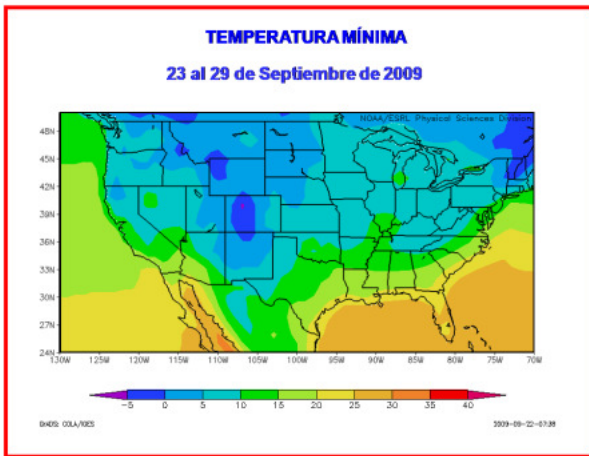 TEMPERATURA MÍNIMA
23 al 29 de Septiembre de 2009
NOAA/ESRL Physical Sciences Division
48N
45N
42N
39N
36N
33N
30N
27N
24N
130W 125W 120W 115W 110W 105W 100W 95W 90W 85W 80W 75W 70W
-5 0 5 10 15 20 25 30 35 40
GrADS: COLA/IGES 2009-09-22-07:38